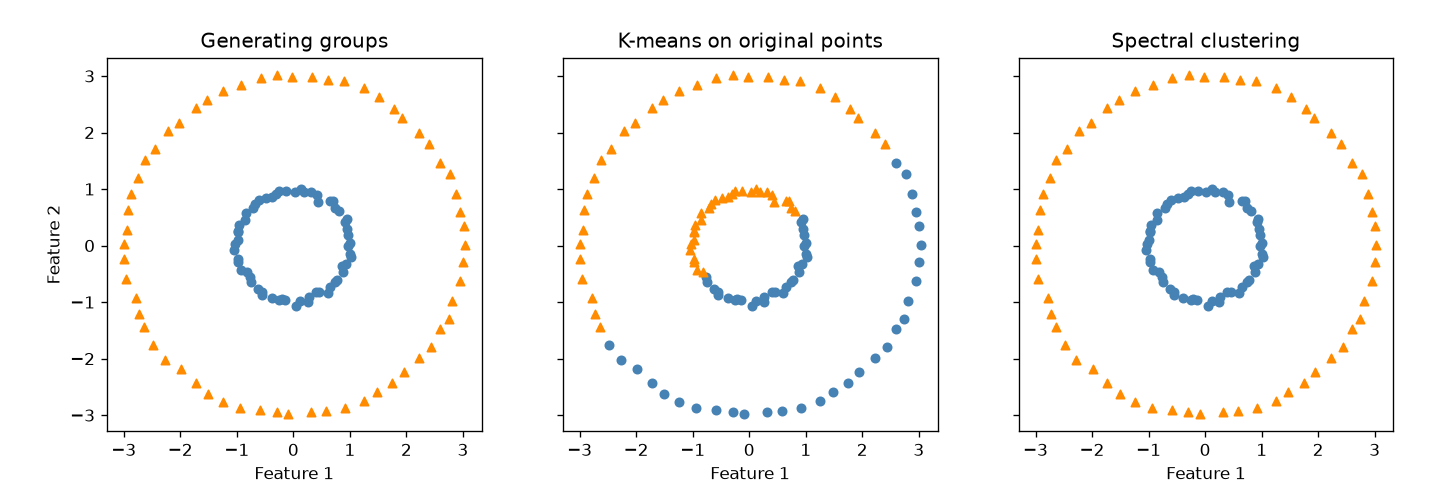 Generating groups
K-means on original points
Spectral clustering
Feature 2
3
2
1
0
−1
−2
−3
−3 −2 −1 0 1 2 3
−3 −2 −1 0 1 2 3
−3 −2 −1 0 1 2 3
Feature 1
Feature 1
Feature 1